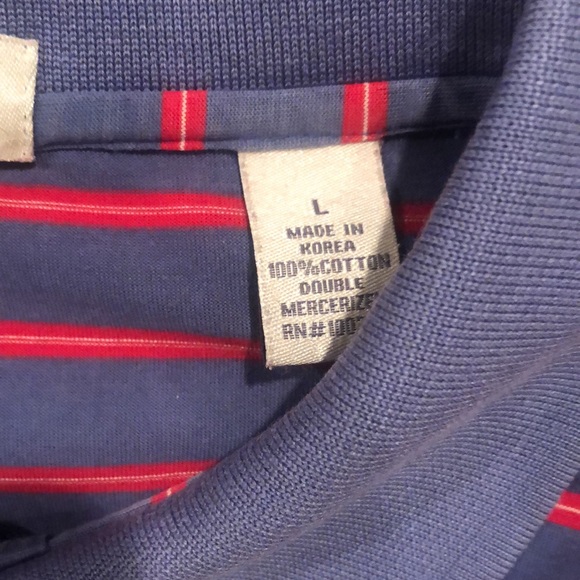 L
MADE IN
KOREA
100%COTTON
DOUBLE
MERCERIZE
RN#100